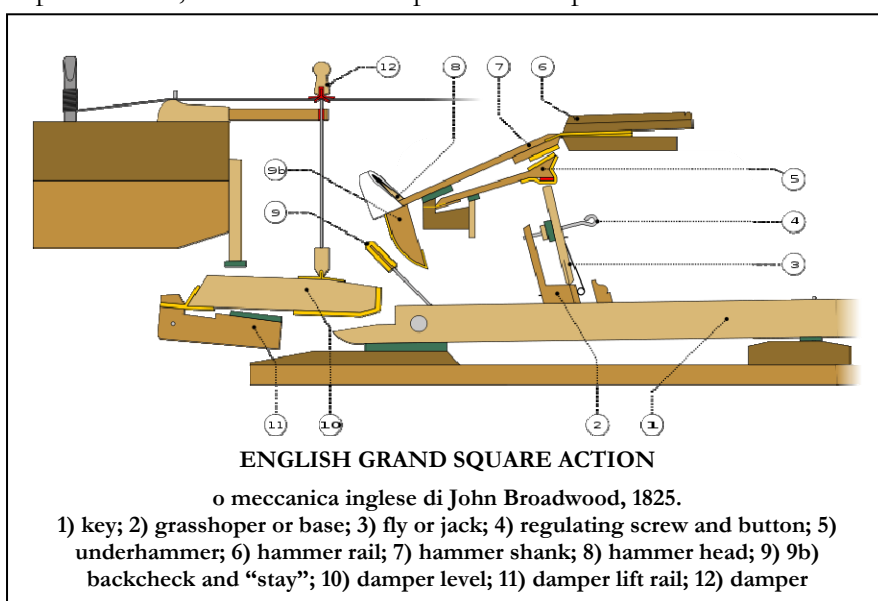 12
8
7
6
9b
5
9
4
3
11
10
2
1
ENGLISH GRAND SQUARE ACTION
o meccanica inglese di John Broadwood, 1825.
1) key; 2) grasshoper or base; 3) fly or jack; 4) regulating screw and button; 5)
underhammer; 6) hammer rail; 7) hammer shank; 8) hammer head; 9) 9b)
backcheck and “stay”; 10) damper level; 11) damper lift rail; 12) damper